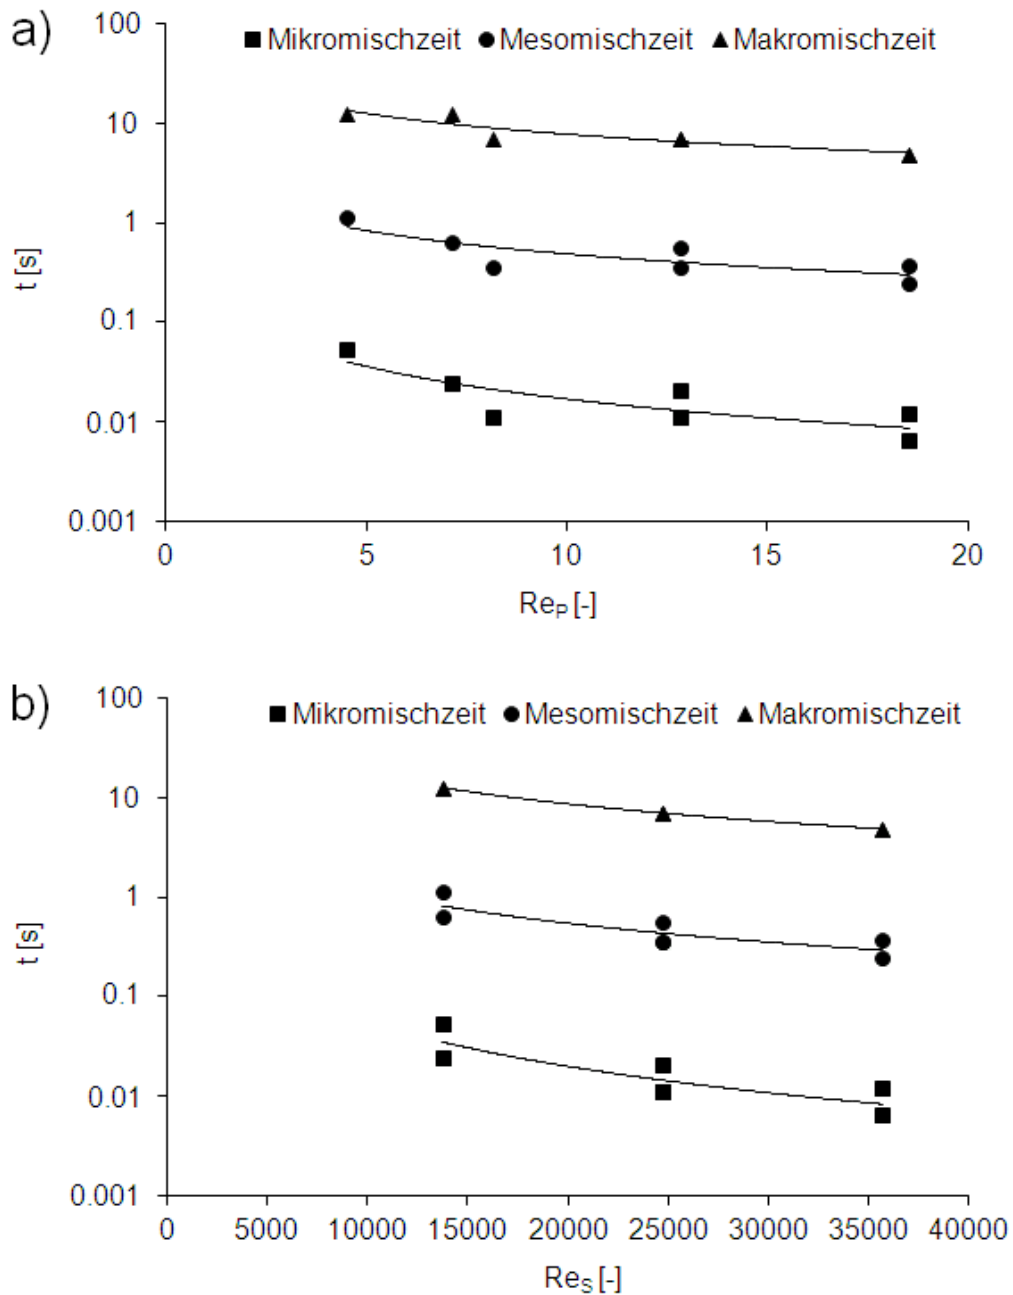 a)
100
■ Mikromischzeit ● Mesomischzeit ▲ Makromischzeit
10
1
t [s]
0.1
0.01
0.001
0 5 10 15 20
Re_P [-]
b)
100
■ Mikromischzeit ● Mesomischzeit ▲ Makromischzeit
10
1
t [s]
0.1
0.01
0.001
0 5000 10000 15000 20000 25000 30000 35000 40000
Re_S [-]